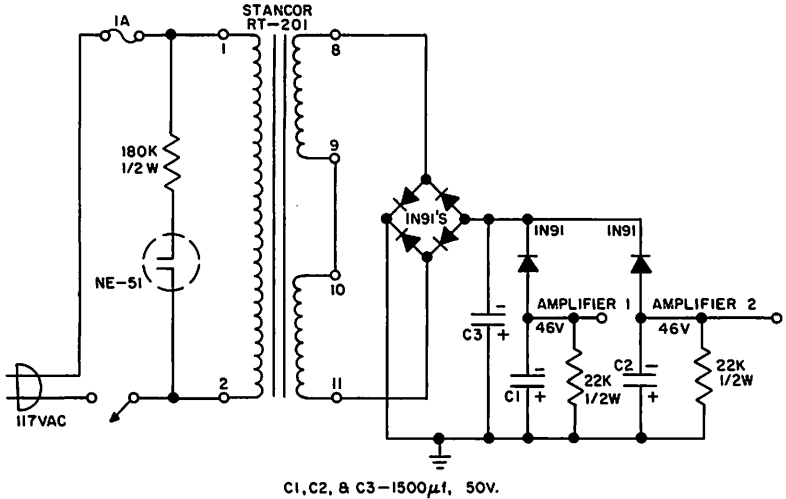 STANCOR
RT-201
1A
1
8
180K
1/2 W
9
IN91'S
IN91
IN91
NE-51
10
AMPLIFIER 1
AMPLIFIER 2
46V
46V
C3
-
+
-
+
C1
22K
1/2W
C2
-
+
22K
1/2W
2
11
117VAC
C1, C2, & C3-1500µf, 50V.